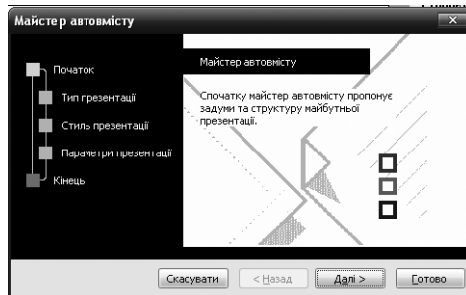 Майстер автовмісту
Початок
Тип грезентації
Стиль презентації
Параметри презентації
Кінець
Майстер автовмісту
Спочатку майстер автовмісту пропонує
задуми та структуру майбутньої
презентації.
Скасувати
< Назад
Далі >
Готово